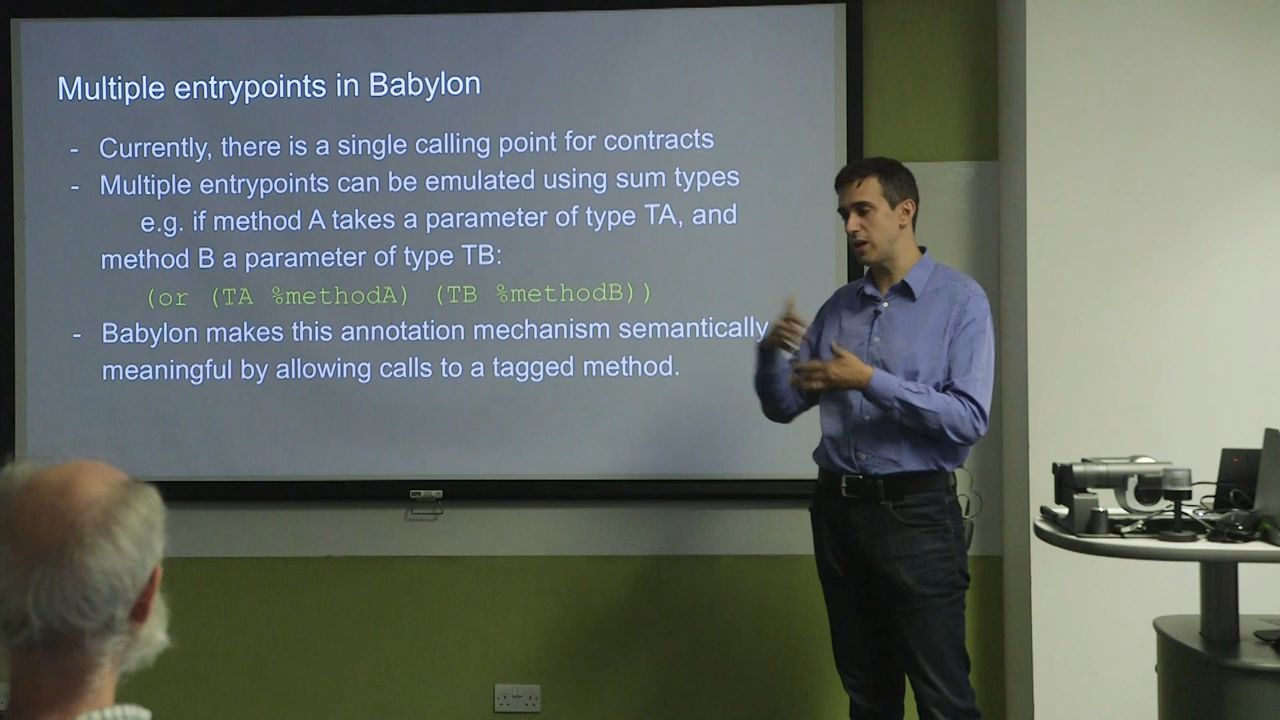 Multiple entrypoints in Babylon
- Currently, there is a single calling point for contracts
- Multiple entrypoints can be emulated using sum types
e.g. if method A takes a parameter of type TA, and
method B a parameter of type TB:
(or (TA %methodA) (TB %methodB))
- Babylon makes this annotation mechanism semantically
meaningful by allowing calls to a tagged method.